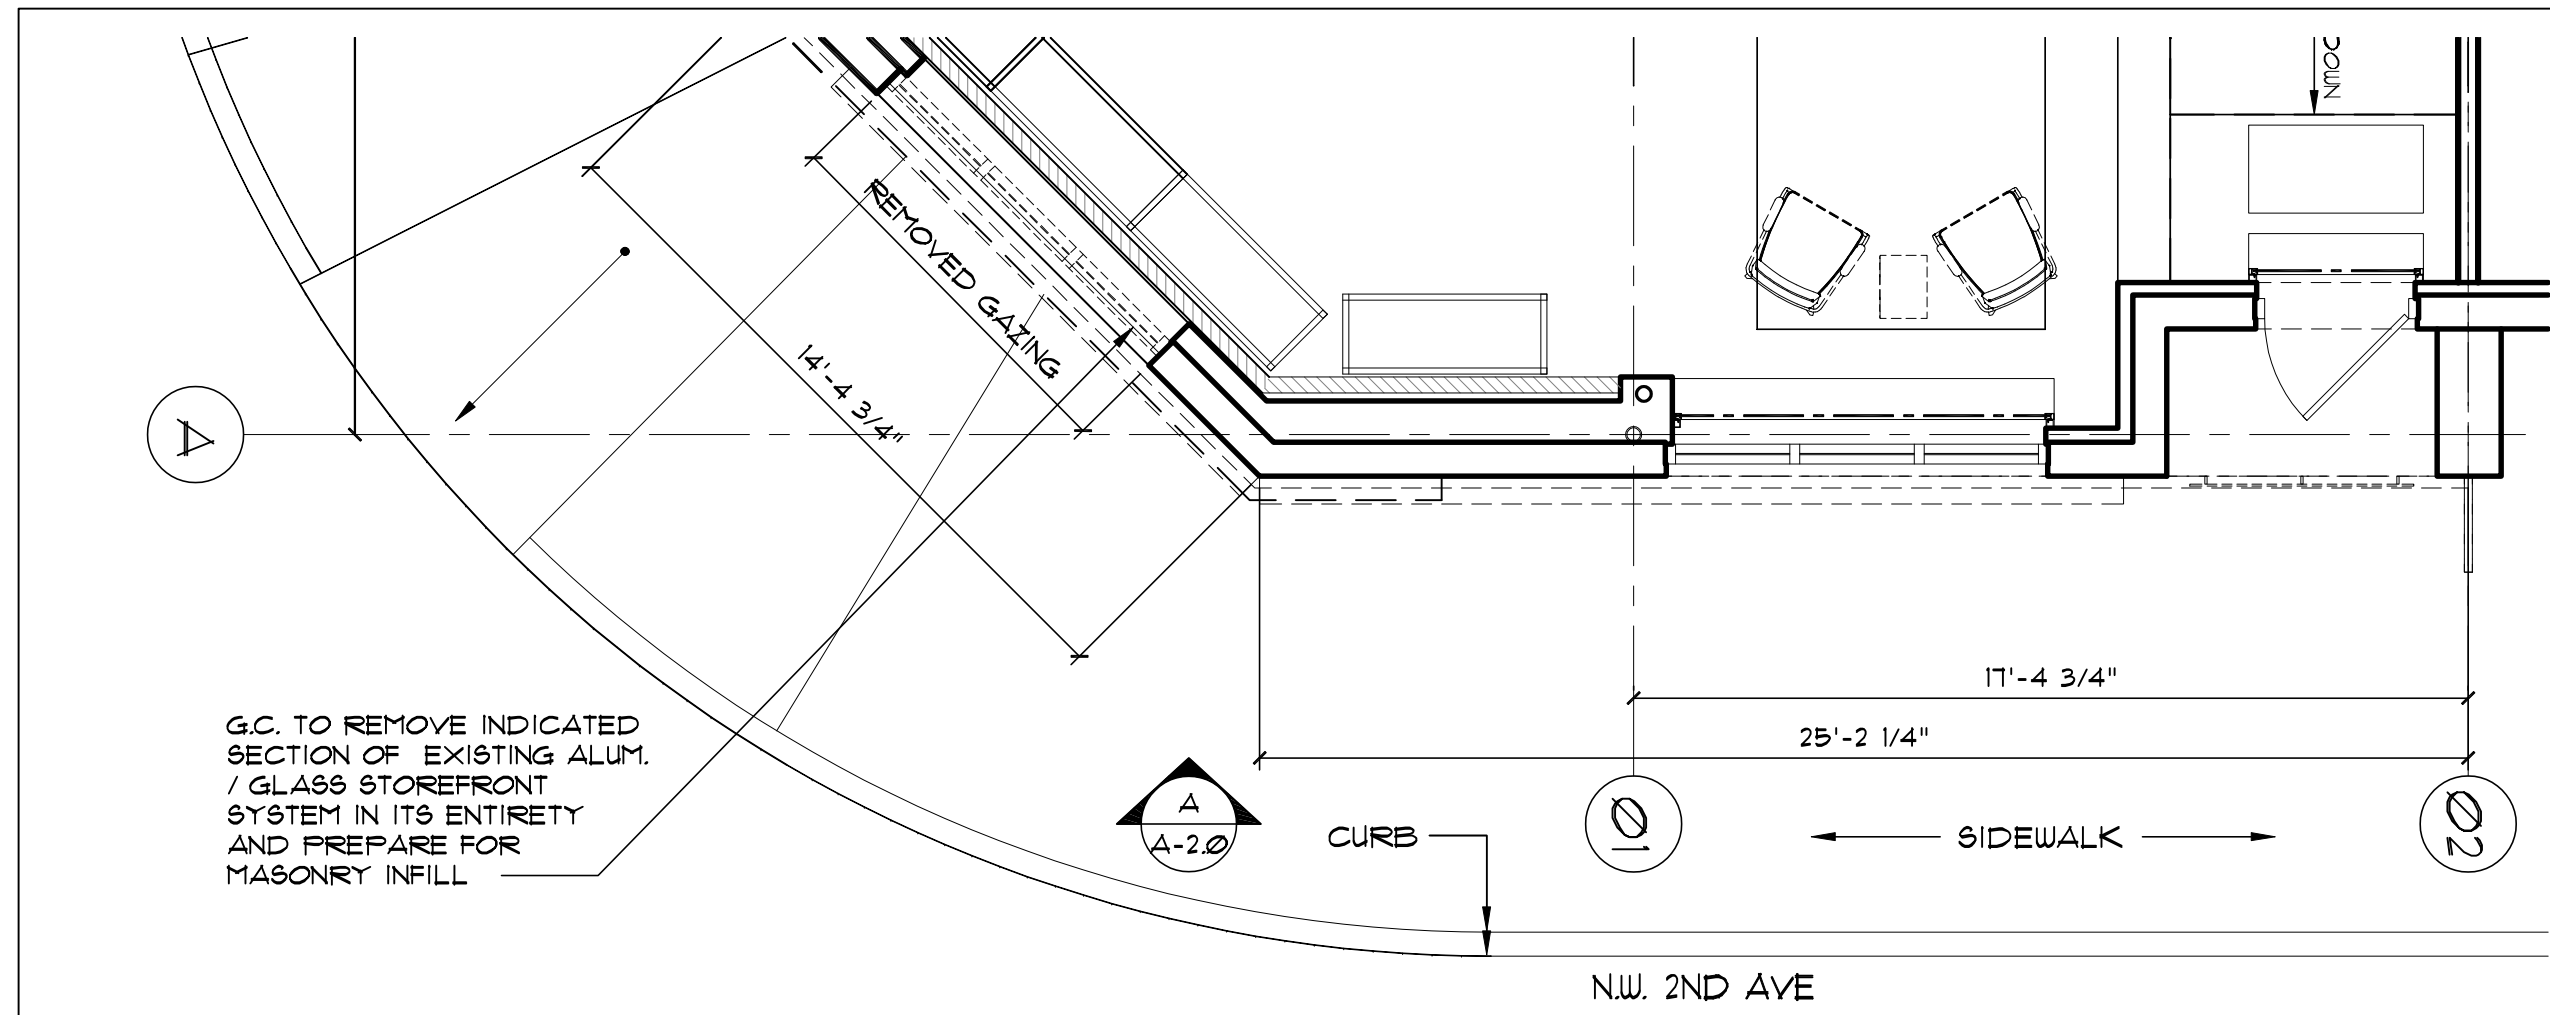 REMOVED GAZING
14'-4 3/4"
A
17'-4 3/4"
25'-2 1/4"
G.C. TO REMOVE INDICATED
SECTION OF EXISTING ALUM.
/ GLASS STOREFRONT
SYSTEM IN ITS ENTIRETY
AND PREPARE FOR
MASONRY INFILL
A
A-2.0
CURB
01
SIDEWALK
02
N.W. 2ND AVE